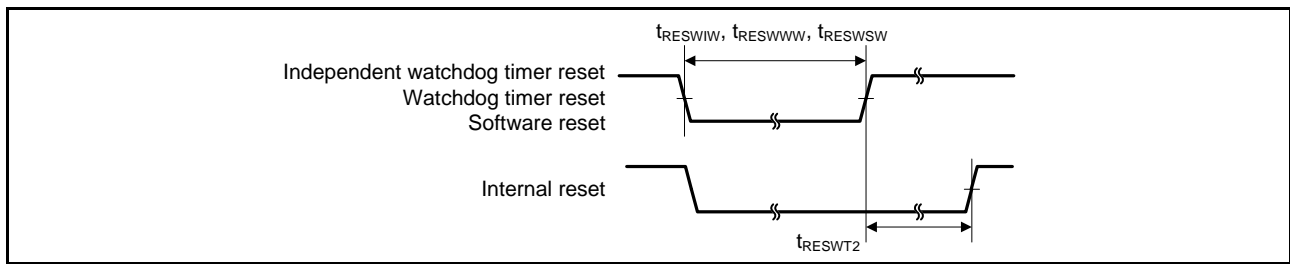 tRESWIW, tRESWWW, tRESWSW
Independent watchdog timer reset
Watchdog timer reset
Software reset
Internal reset
tRESWT2